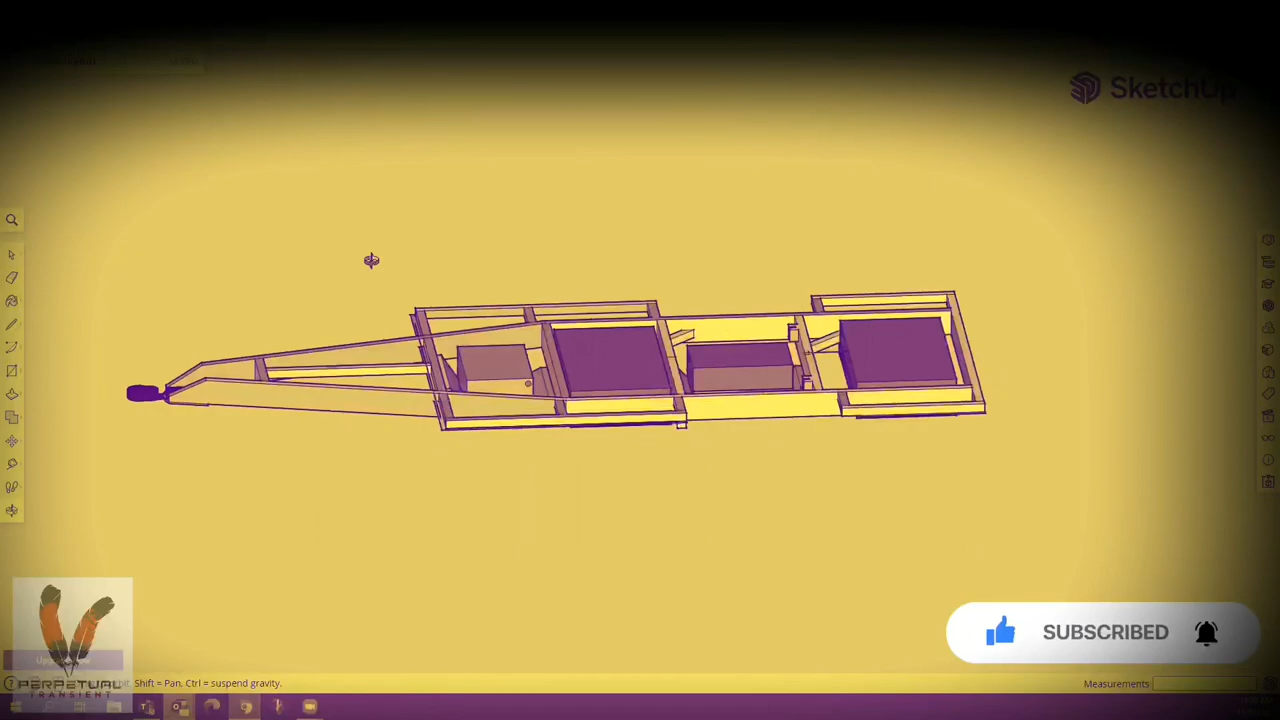 SketchUp
SUBSCRIBED
Shift = Pan, Ctrl = suspend gravity.
Measurements
PERPETUAL
TRANSIENT